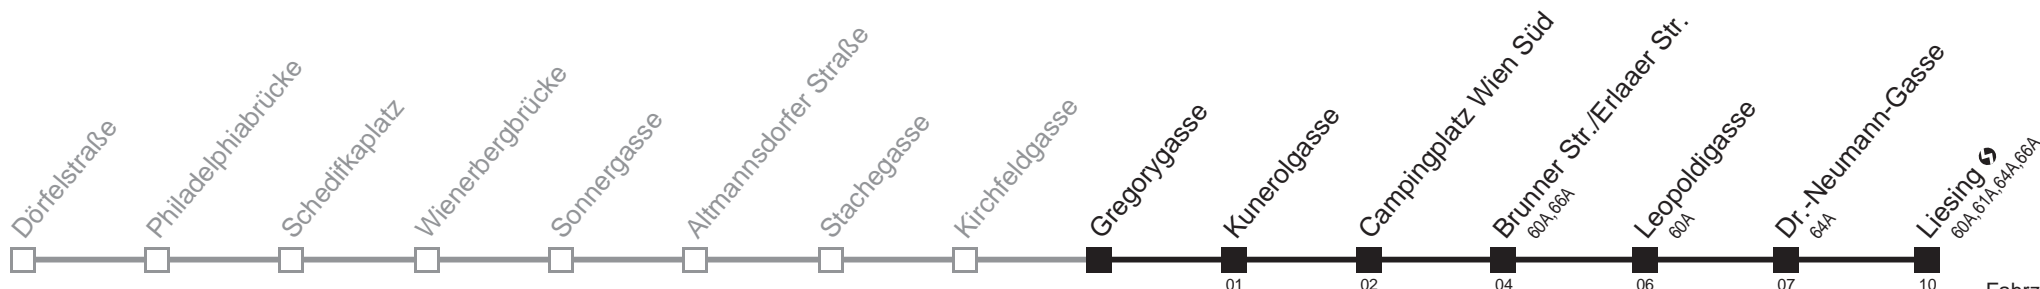 Dörfelstraße
Philadelphiabrücke
Schedifkaplatz
Wienerbergbrücke
Sonnergasse
Altmannsdorfer Straße
Stachegasse
Kirchfeldgasse
Gregorygasse
Kunerolgasse
Campingplatz Wien Süd
Brunner Str./Erlaaer Str.
60A,66A
Leopoldigasse
60A
Dr.-Neumann-Gasse
64A
Liesing
60A,61A,64A,66A
01
02
04
06
07
10